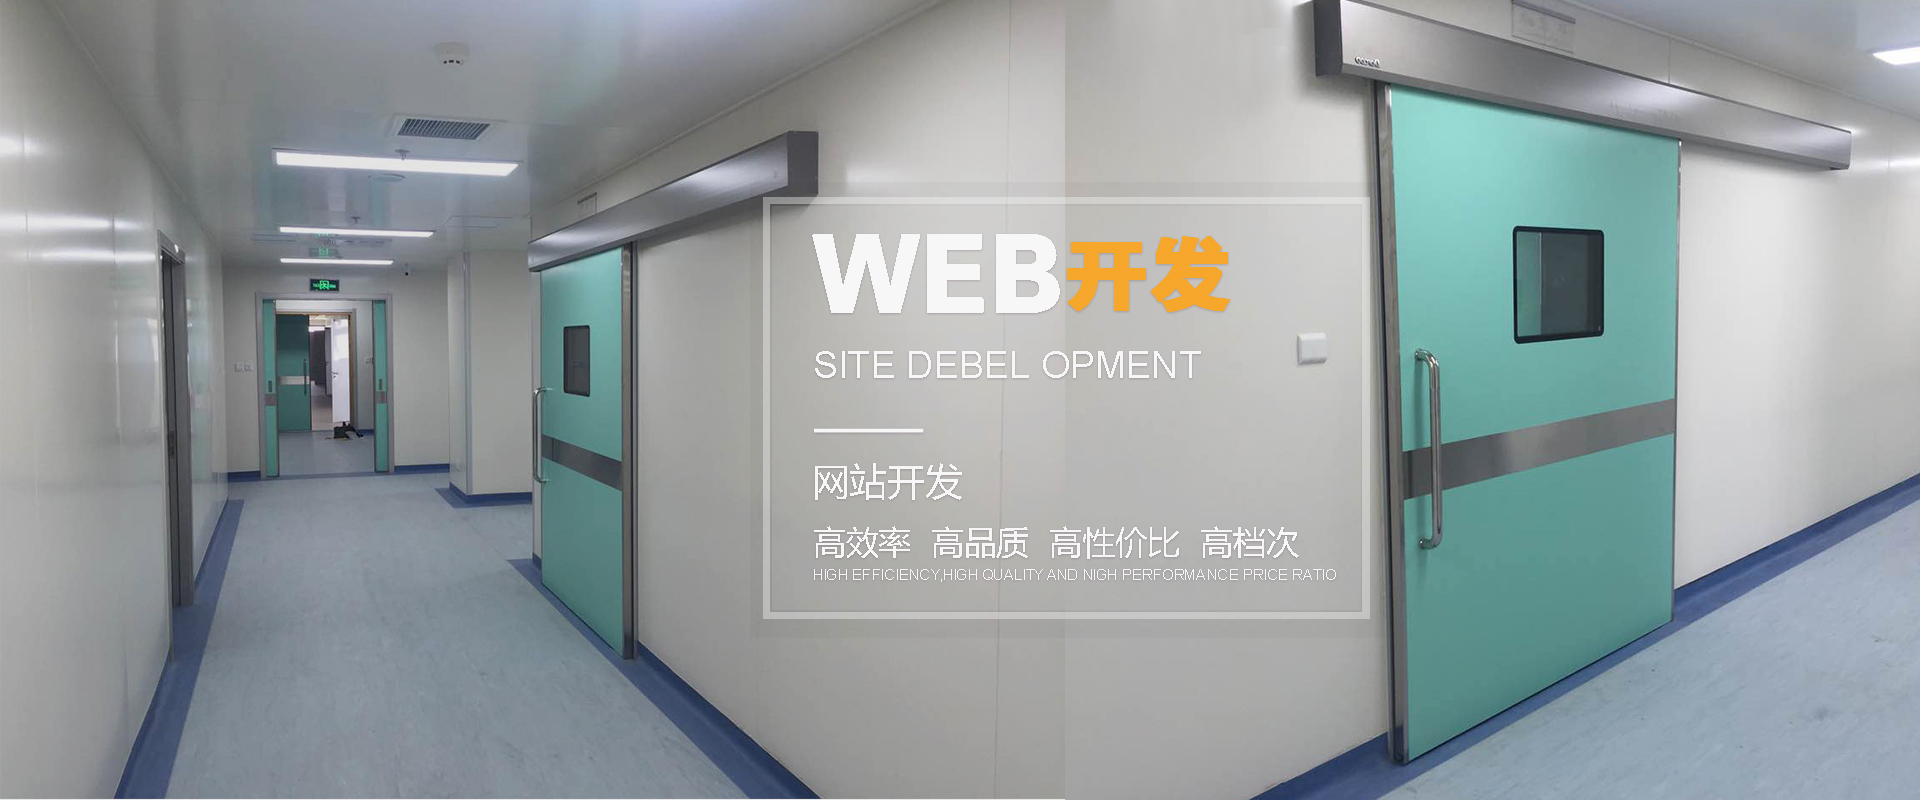 WEB开发
SITE DEBEL OPMENT
网站开发
高效率 高品质 高性价比 高档次
HIGH EFFICIENCY,HIGH QUALITY AND NIGH PERFORMANCE PRICE RATIO